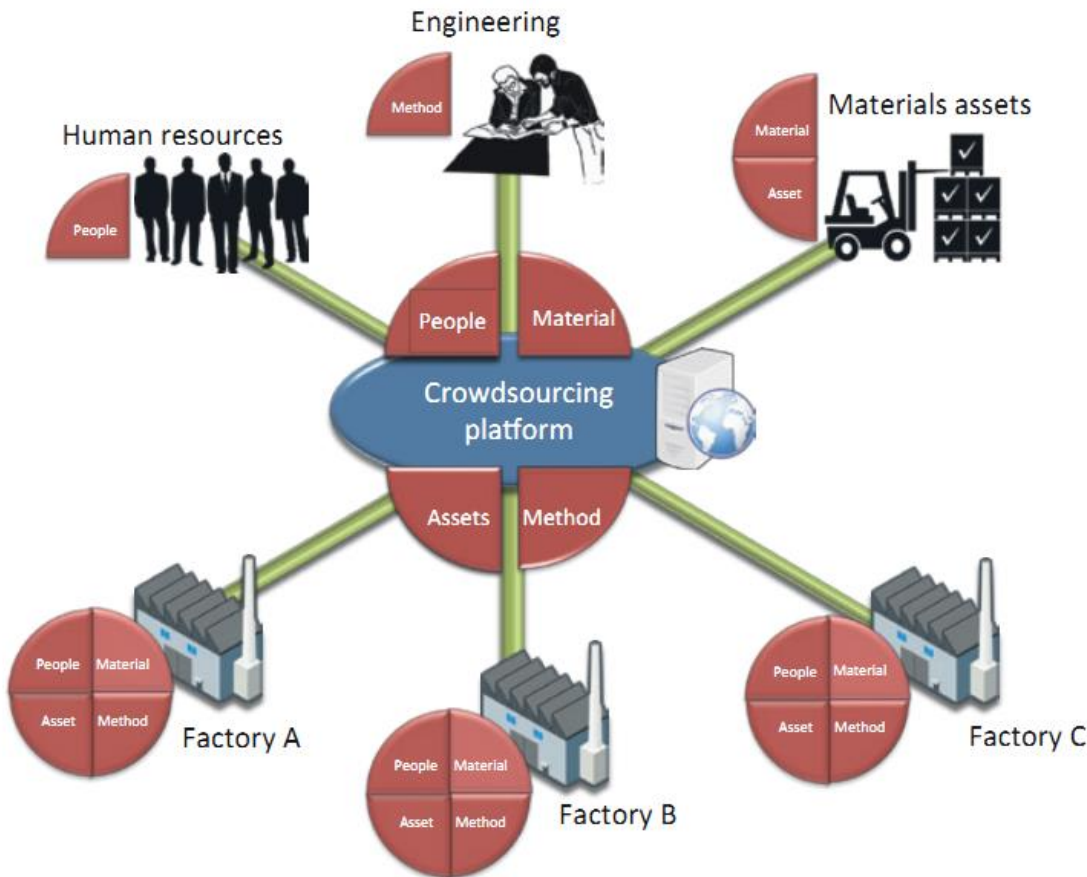 Engineering
Method
Human resources
People
Materials assets
Material
Asset
People
Material
Crowdsourcing
platform
Assets
Method
People
Material
Asset
Method
Factory A
People
Material
Asset
Method
Factory B
People
Material
Asset
Method
Factory C